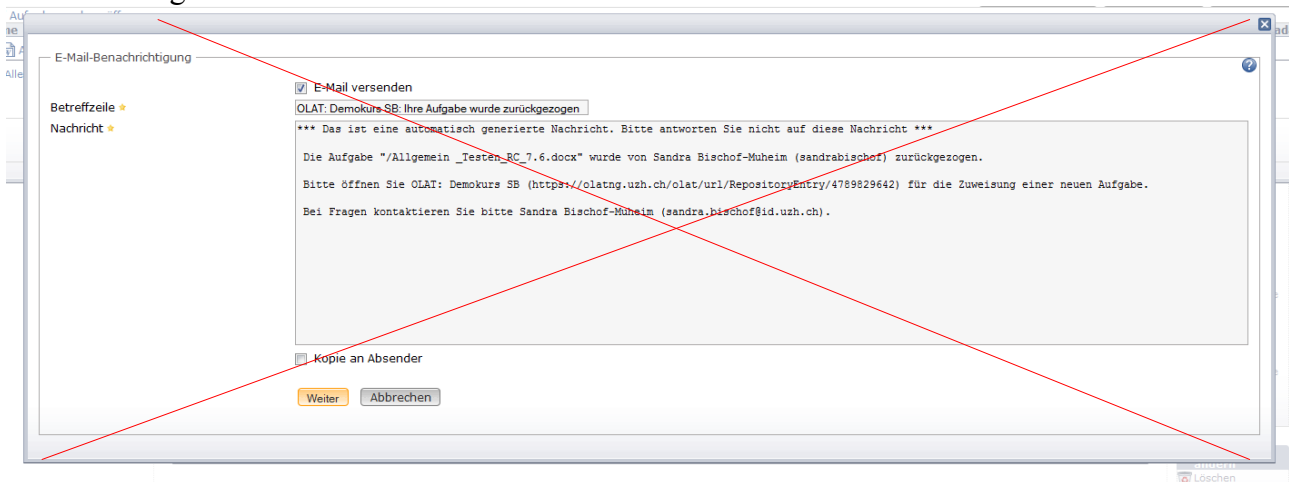 E-Mail-Benachrichtigung
E-Mail versenden
Betreffzeile
OLAT: Demokurs SB: Ihre Aufgabe wurde zurückgezogen
Nachricht
*** Das ist eine automatisch generierte Nachricht. Bitte antworten Sie nicht auf diese Nachricht ***
Die Aufgabe "/Allgemein _Testen_RC_7.6.docx" wurde von Sandra Bischof-Muheim (sandrabischof) zurückgezogen.
Bitte öffnen Sie OLAT: Demokurs SB (https://olatng.uzh.ch/olat/url/RepositoryEntry/4789829642) für die Zuweisung einer neuen Aufgabe.
Bei Fragen kontaktieren Sie bitte Sandra Bischof-Muheim (sandra.bischof@id.uzh.ch).
Kopie an Absender
Weiter
Abbrechen
ändern
Löschen